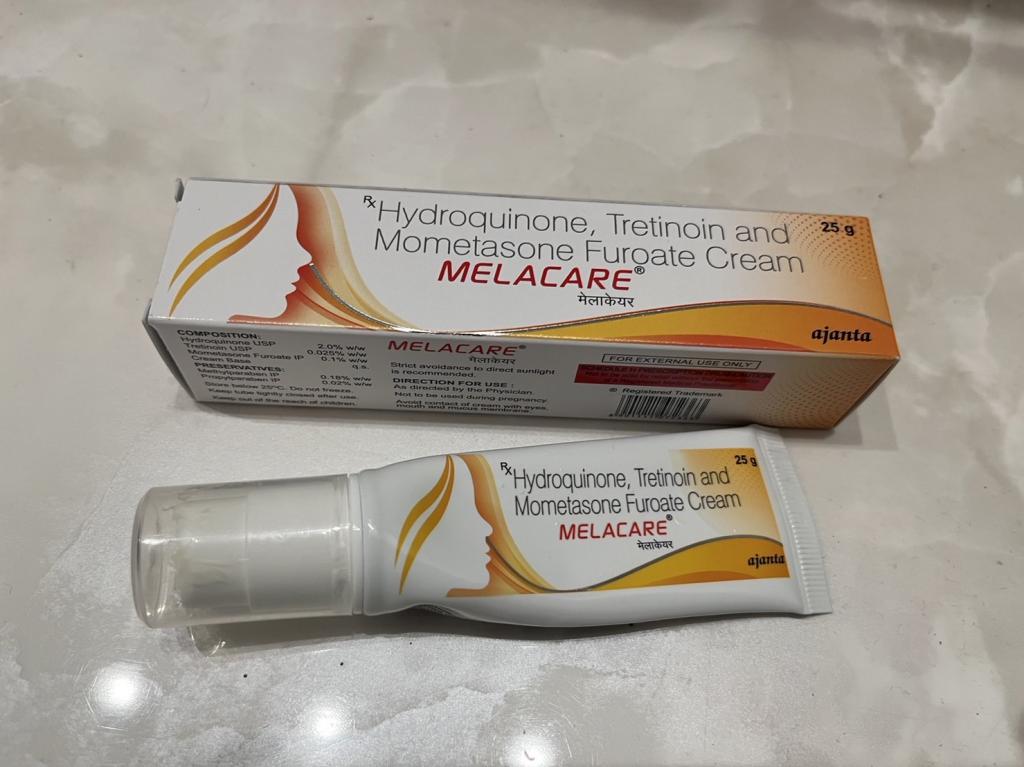 Rx Hydroquinone, Tretinoin and
Mometasone Furoate Cream
25 g
MELACARE®
मेलाकेयर
ajanta
COMPOSITION:
Hydroquinone USP 2.0% w/w
Tretinoin USP 0.025% w/w
Mometasone Furoate IP 0.1% w/w
Cream Base q.s.
PRESERVATIVES:
Methylparaben IP 0.18% w/w
Propylparaben IP 0.02% w/w
Store below 25°C. Do not freeze.
Keep tube tightly closed after use.
Keep out of the reach of children.
MELACARE®
मेलाकेयर
Strict avoidance to direct sunlight
is recommended.
DIRECTION FOR USE :
As directed by the Physician.
Not to be used during pregnancy.
Avoid contact of cream with eyes,
mouth and mucus membrane.
FOR EXTERNAL USE ONLY
® Registered Trademark
Rx Hydroquinone, Tretinoin and
Mometasone Furoate Cream
25 g
MELACARE®
मेलाकेयर
ajanta